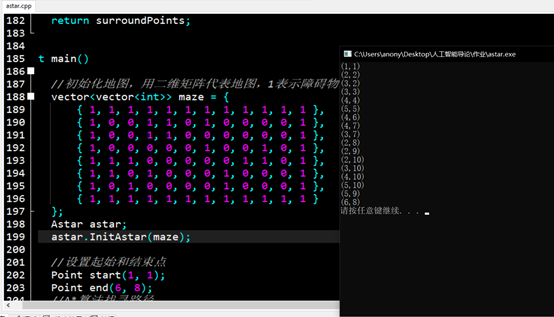 astar.cpp
182 return surroundPoints;
183
184
185 t main()
186
187 //初始化地图，用二维矩阵代表地图，1表示障碍物
188 vector<vector<int>> maze = {
189 { 1, 1, 1, 1, 1, 1, 1, 1, 1, 1, 1, 1 },
190 { 1, 0, 0, 1, 1, 0, 1, 0, 0, 0, 0, 1 },
191 { 1, 0, 0, 1, 1, 0, 0, 0, 0, 0, 0, 1 },
192 { 1, 0, 0, 0, 0, 0, 1, 0, 0, 1, 0, 1 },
193 { 1, 1, 1, 0, 0, 0, 0, 0, 1, 1, 0, 1 },
194 { 1, 1, 0, 1, 0, 0, 0, 1, 0, 0, 0, 1 },
195 { 1, 0, 1, 0, 0, 0, 0, 1, 0, 0, 0, 1 },
196 { 1, 1, 1, 1, 1, 1, 1, 1, 1, 1, 1, 1 }
197 };
198 Astar astar;
199 astar.InitAstar(maze);
200
201 //设置起始和结束点
202 Point start(1, 1);
203 Point end(6, 8);
204 //A*算法找寻路径
C:\Users\anony\Desktop\人工智能导论\作业\astar.exe
(1,1)
(2,2)
(3,2)
(3,3)
(4,4)
(5,5)
(4,6)
(4,7)
(3,7)
(2,8)
(2,9)
(2,10)
(3,10)
(4,10)
(5,10)
(5,9)
(6,8)
请按任意键继续. . .